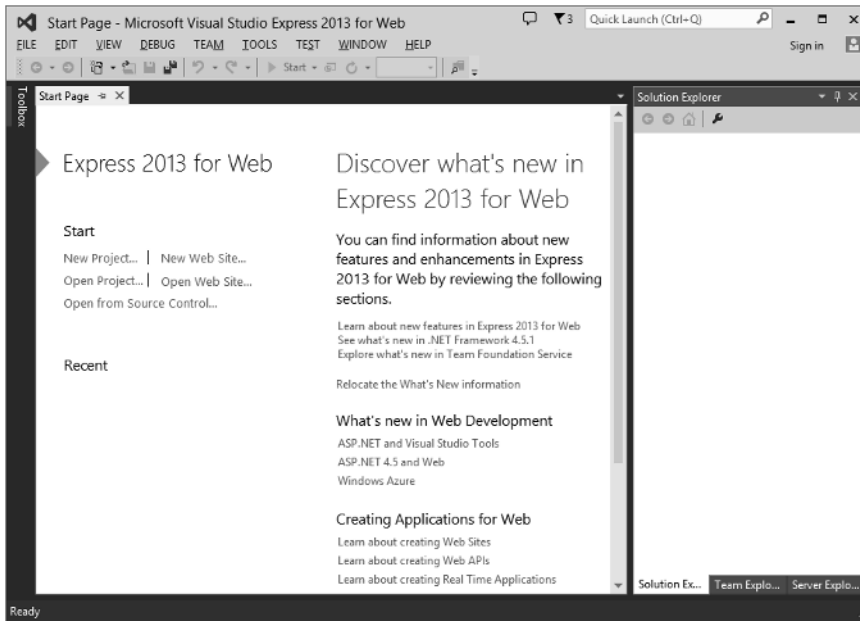 Start Page - Microsoft Visual Studio Express 2013 for Web
3
Quick Launch (Ctrl+Q)
FILE EDIT VIEW DEBUG TEAM TOOLS TEST WINDOW HELP
Sign in
Start
Toolbox
Start Page
Solution Explorer
Express 2013 for Web
Start
New Project... New Web Site...
Open Project... Open Web Site...
Open from Source Control...
Recent
Discover what's new in
Express 2013 for Web
You can find information about new
features and enhancements in Express
2013 for Web by reviewing the following
sections.
Learn about new features in Express 2013 for Web
See what's new in .NET Framework 4.5.1
Explore what's new in Team Foundation Service
Relocate the What's New information
What's new in Web Development
ASP.NET and Visual Studio Tools
ASP.NET 4.5 and Web
Windows Azure
Creating Applications for Web
Learn about creating Web Sites
Learn about creating Web APIs
Learn about creating Real Time Applications
Solution Ex... Team Explo... Server Explo...
Ready